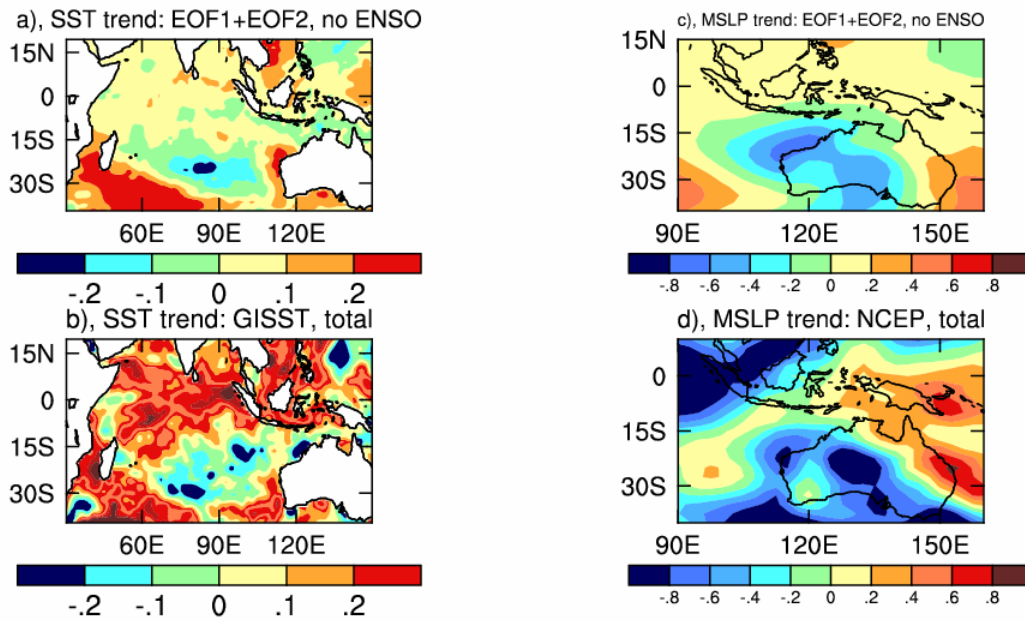 a), SST trend: EOF1+EOF2, no ENSO
15N
0
15S
30S
60E 90E 120E
-.2 -.1 0 .1 .2
c), MSLP trend: EOF1+EOF2, no ENSO
15N
0
15S
30S
90E 120E 150E
-.8 -.6 -.4 -.2 0 .2 .4 .6 .8
b), SST trend: GISST, total
15N
0
15S
30S
60E 90E 120E
-.2 -.1 0 .1 .2
d), MSLP trend: NCEP, total
15N
0
15S
30S
90E 120E 150E
-.8 -.6 -.4 -.2 0 .2 .4 .6 .8